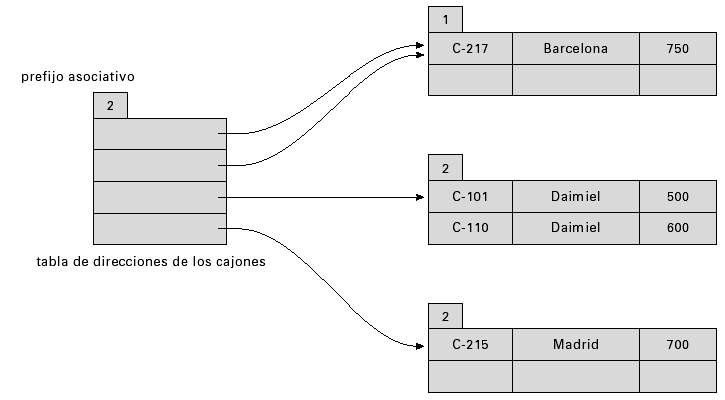 prefijo asociativo
2
tabla de direcciones de los cajones
1
C-217 Barcelona 750
2
C-101 Daimiel 500
C-110 Daimiel 600
2
C-215 Madrid 700